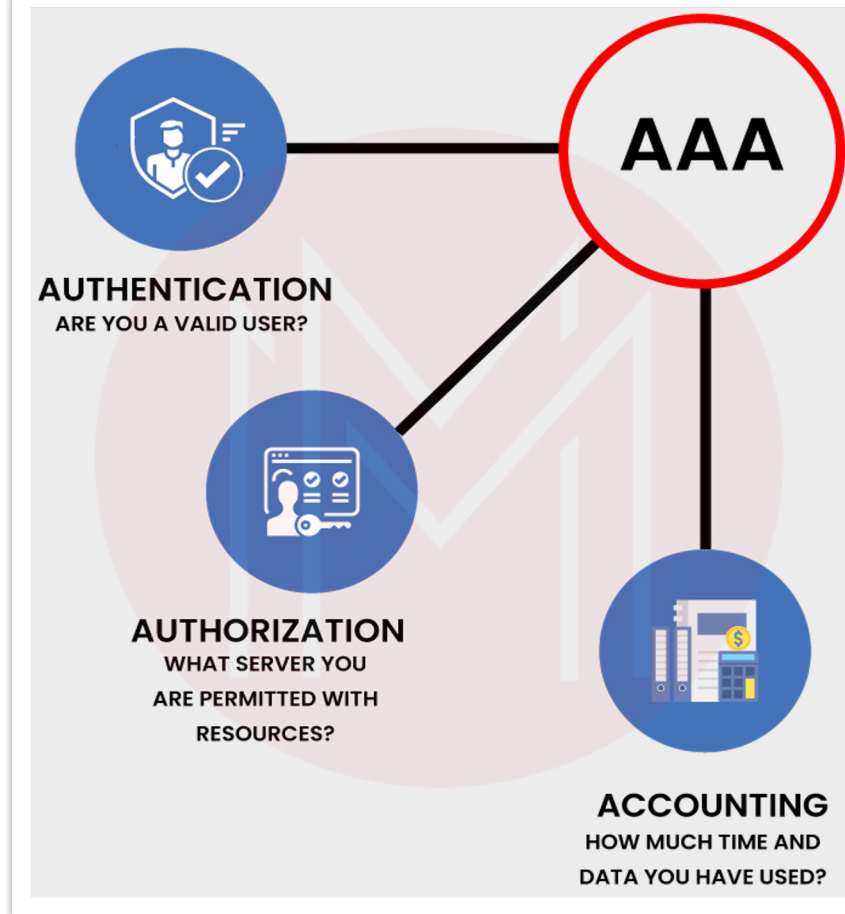 AAA
AUTHENTICATION
ARE YOU A VALID USER?
AUTHORIZATION
WHAT SERVER YOU
ARE PERMITTED WITH
RESOURCES?
ACCOUNTING
HOW MUCH TIME AND
DATA YOU HAVE USED?